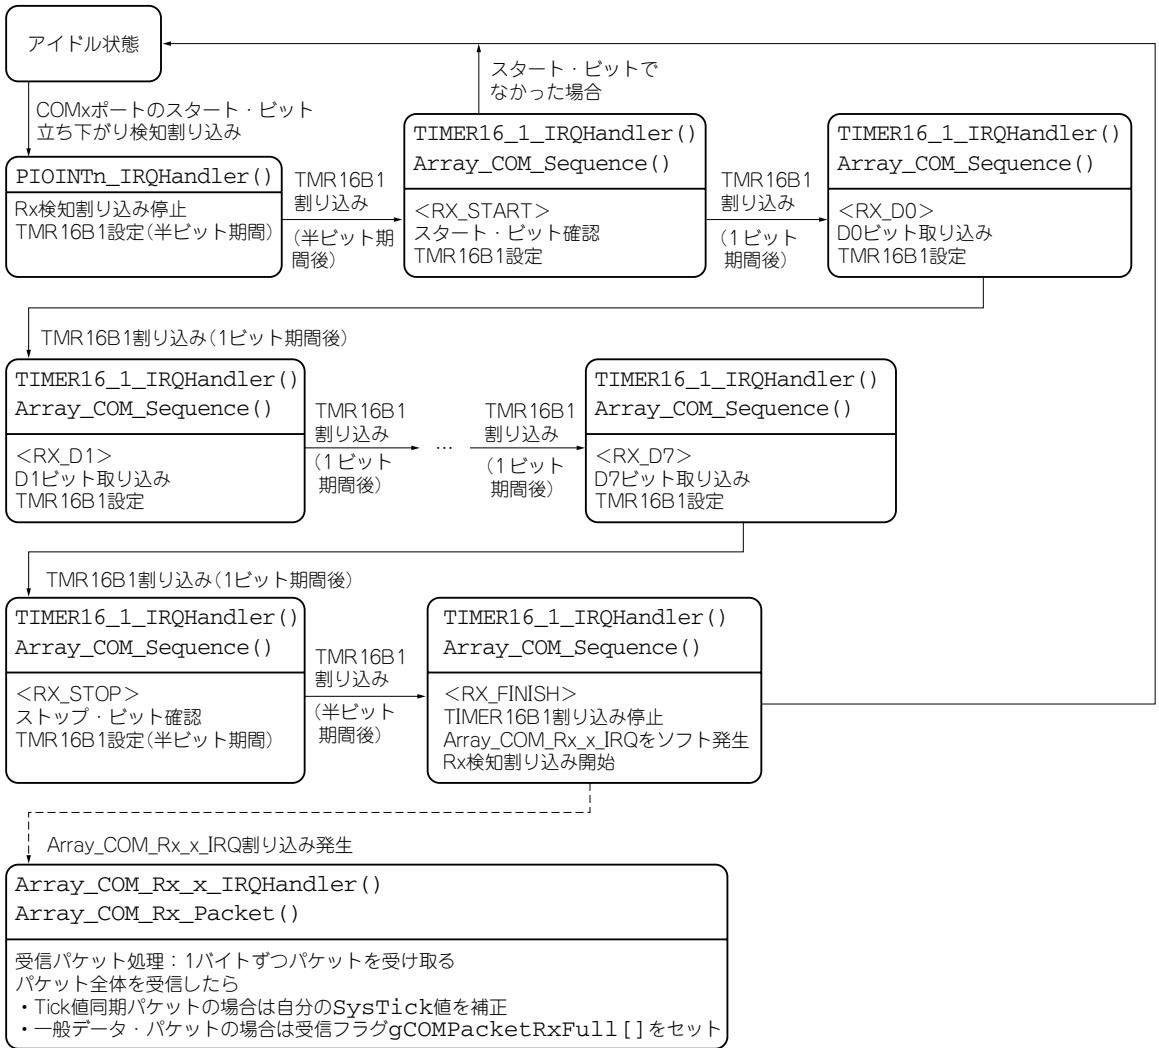 アイドル状態
COMxポートのスタート・ビット
立ち下がり検知割り込み
スタート・ビットで
なかった場合
PIOINTn_IRQHandler()
Rx検知割り込み停止
TMR16B1設定(半ビット期間)
TMR16B1
割り込み
(半ビット期
間後)
TIMER16_1_IRQHandler()
Array_COM_Sequence()
<RX_START>
スタート・ビット確認
TMR16B1設定
TMR16B1
割り込み
(1ビット
期間後)
TIMER16_1_IRQHandler()
Array_COM_Sequence()
<RX_D0>
D0ビット取り込み
TMR16B1設定
TMR16B1割り込み(1ビット期間後)
TIMER16_1_IRQHandler()
Array_COM_Sequence()
<RX_D1>
D1ビット取り込み
TMR16B1設定
TMR16B1
割り込み
(1ビット
期間後)
…
TMR16B1
割り込み
(1ビット
期間後)
TIMER16_1_IRQHandler()
Array_COM_Sequence()
<RX_D7>
D7ビット取り込み
TMR16B1設定
TMR16B1割り込み(1ビット期間後)
TIMER16_1_IRQHandler()
Array_COM_Sequence()
<RX_STOP>
ストップ・ビット確認
TMR16B1設定(半ビット期間)
TMR16B1
割り込み
(半ビット
期間後)
TIMER16_1_IRQHandler()
Array_COM_Sequence()
<RX_FINISH>
TIMER16B1割り込み停止
Array_COM_Rx_x_IRQをソフト発生
Rx検知割り込み開始
Array_COM_Rx_x_IRQ割り込み発生
Array_COM_Rx_x_IRQHandler()
Array_COM_Rx_Packet()
受信パケット処理：1バイトずつパケットを受け取る
パケット全体を受信したら
・Tick値同期パケットの場合は自分のSysTick値を補正
・一般データ・パケットの場合は受信フラグgCOMPacketRxFull[]をセット